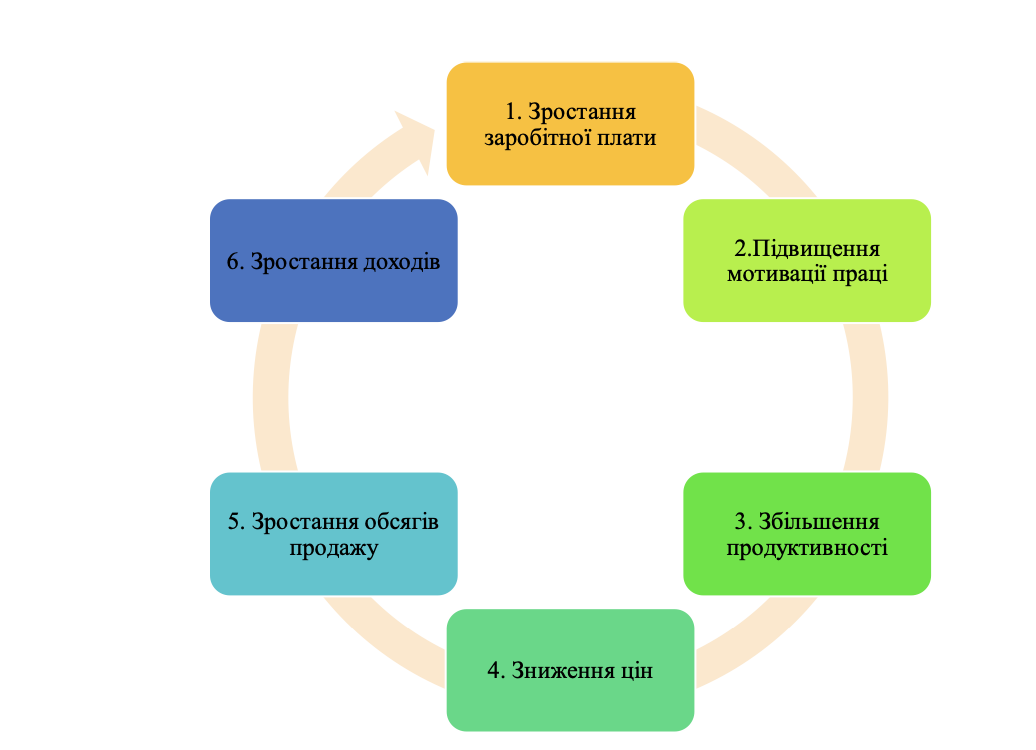 1. Зростання
заробітної плати
2.Підвищення
мотивації праці
3. Збільшення
продуктивності
4. Зниження цін
5. Зростання обсягів
продажу
6. Зростання доходів